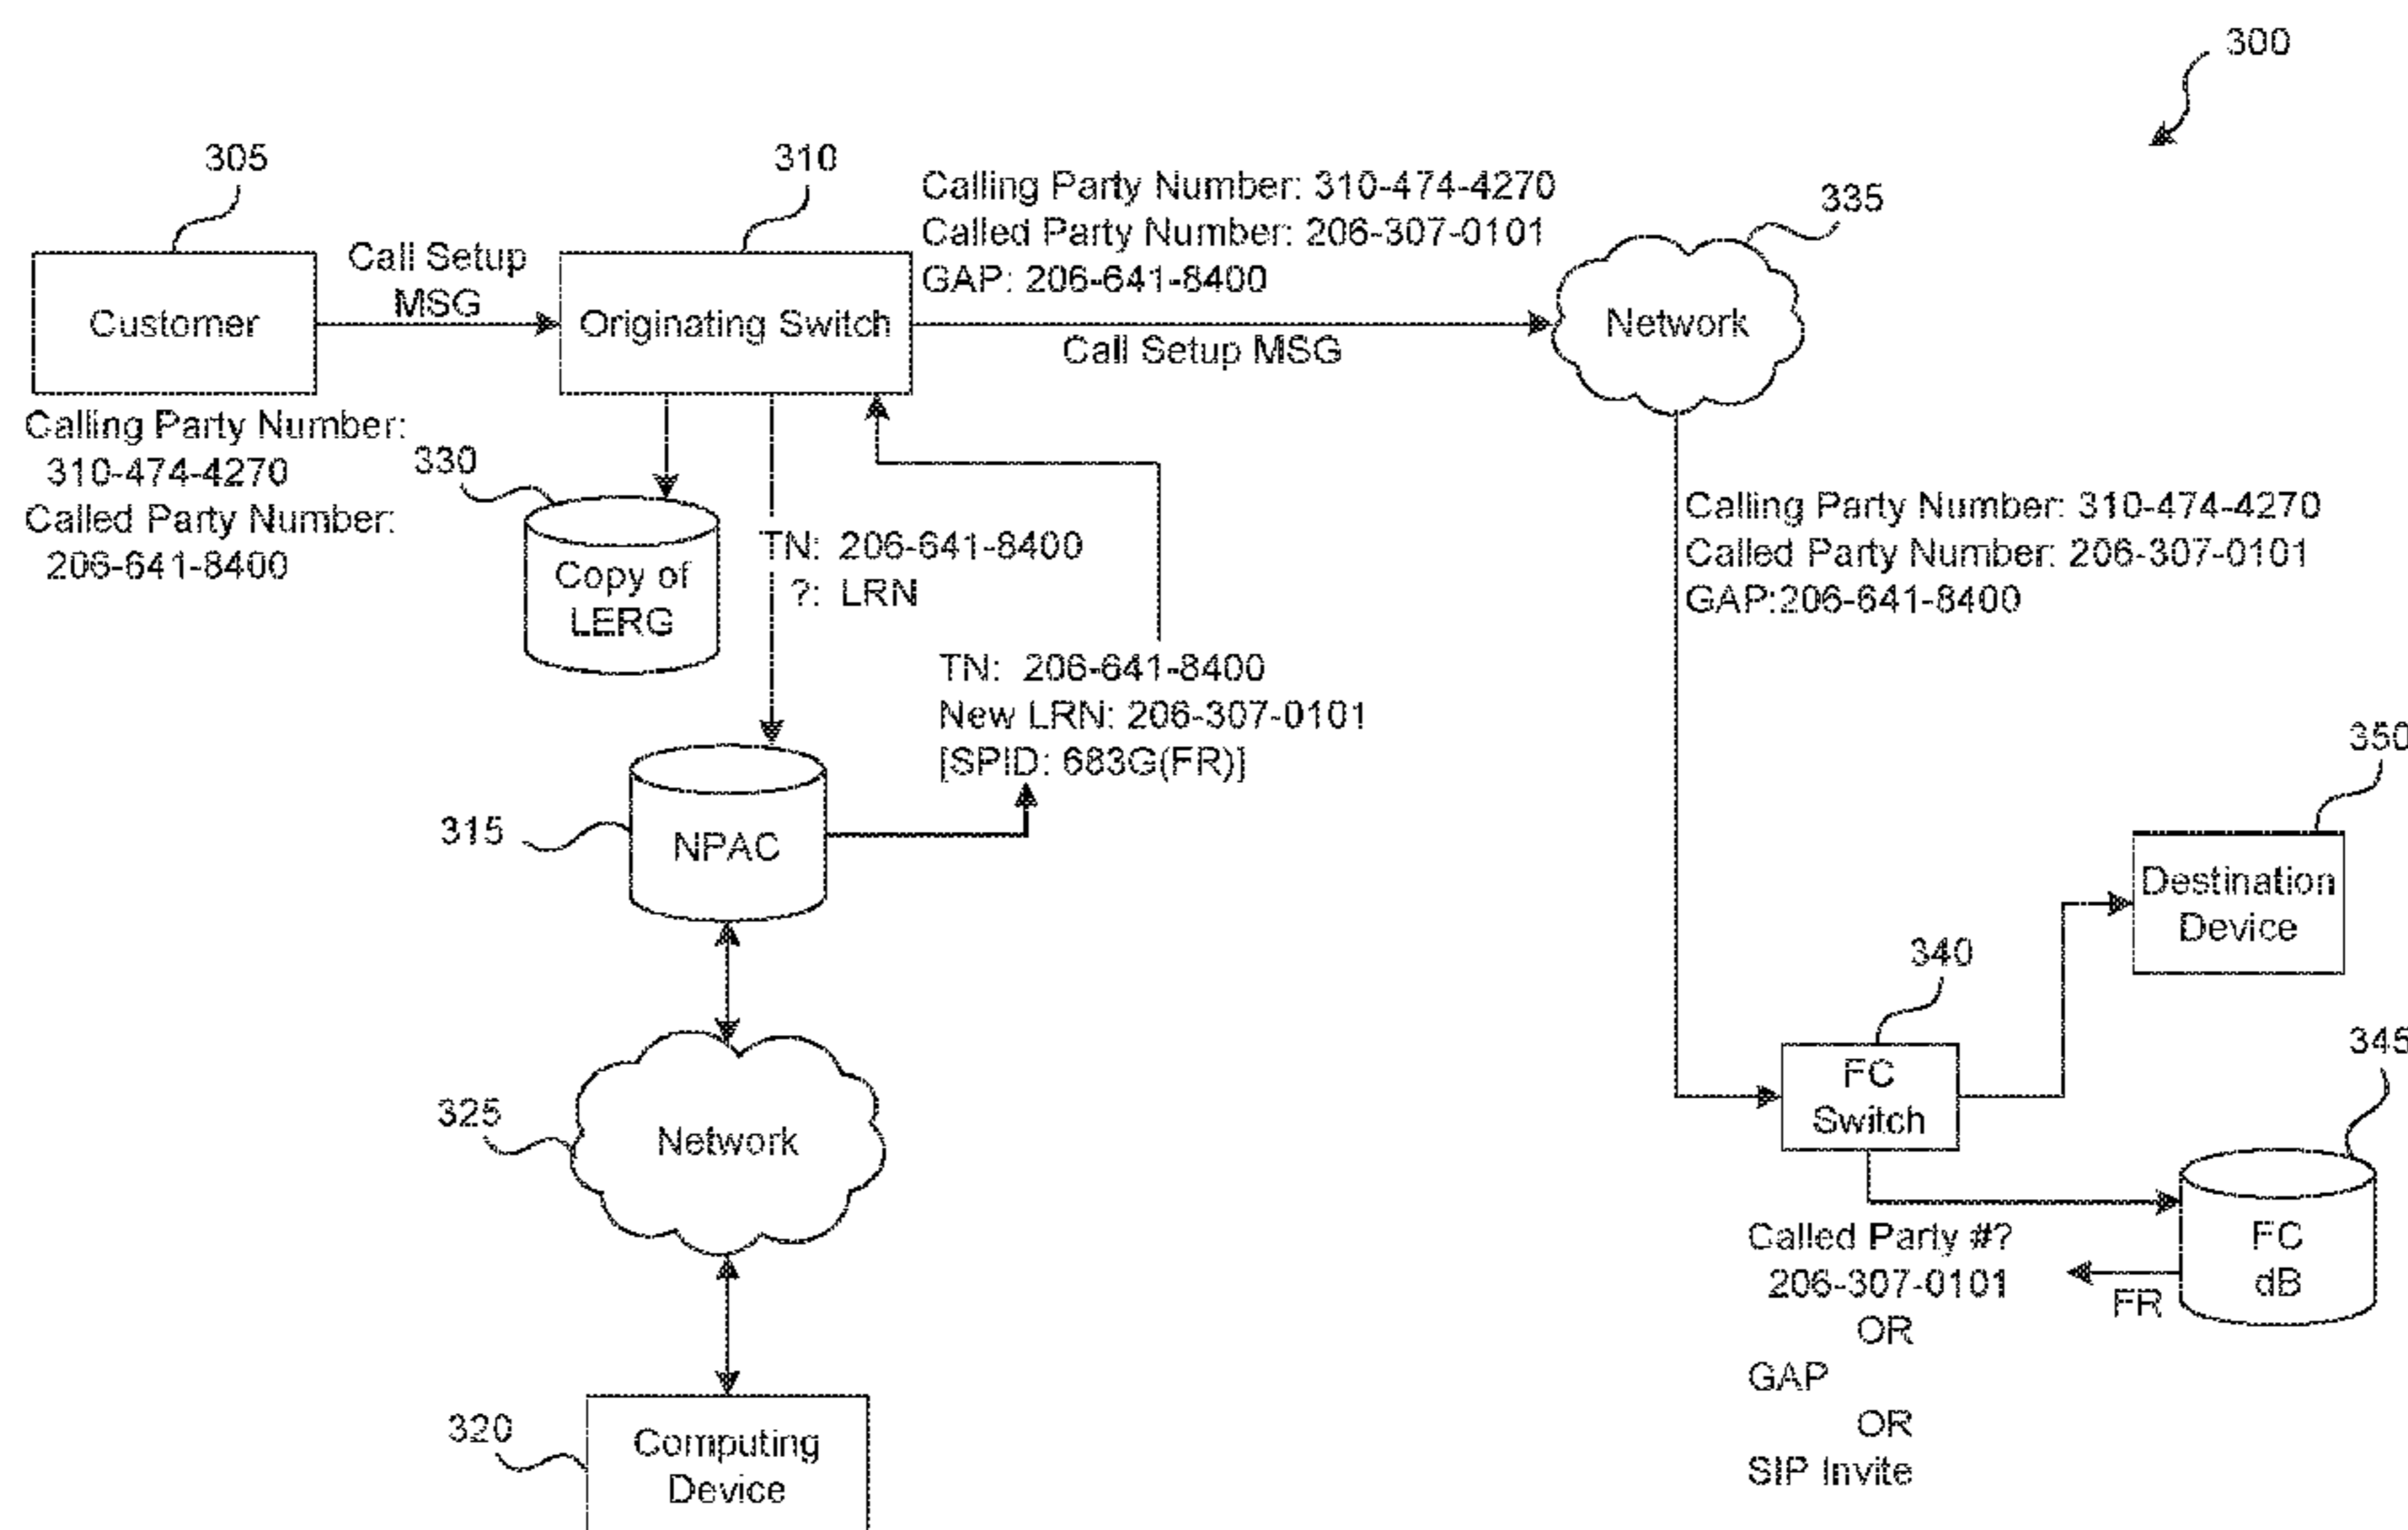 300
305
310
Calling Party Number: 310-474-4270
Called Party Number: 206-307-0101
GAP: 206-641-8400
335
Call Setup
MSG
Customer
Originating Switch
Call Setup MSG
Network
Calling Party Number:
310-474-4270
Called Party Number:
206-641-8400
330
Copy of
LERG
TN: 206-641-8400
?: LRN
Calling Party Number: 310-474-4270
Called Party Number: 206-307-0101
GAP:206-641-8400
TN: 206-641-8400
New LRN: 206-307-0101
[SPID: 683G(FR)]
315
NPAC
350
Destination
Device
340
FC
Switch
345
325
Network
Called Party #?
206-307-0101
OR
GAP
OR
SIP Invite
FR
FC
dB
320
Computing
Device